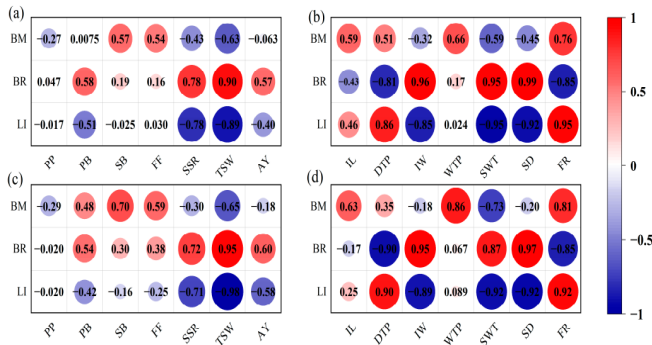 (a)
BM -0.27 0.0075 0.57 0.54 -0.43 -0.63 -0.063
BR 0.047 0.58 0.19 0.16 0.78 0.90 0.57
LI -0.017 -0.51 -0.025 0.030 -0.78 -0.89 -0.40
PP PB SB FF SSR TSW AY
(b)
BM 0.59 0.51 -0.32 0.66 -0.59 -0.45 0.76
BR -0.43 -0.81 0.96 0.17 0.95 0.99 -0.85
LI 0.46 0.86 -0.85 0.024 -0.95 -0.92 0.95
IL DTP IW WTP SWT SD FR
(c)
BM -0.29 0.48 0.70 0.59 -0.30 -0.65 -0.18
BR -0.020 0.54 0.30 0.38 0.72 0.95 0.60
LI -0.020 -0.42 -0.16 -0.25 -0.71 -0.98 -0.58
PP PB SB FF SSR TSW AY
(d)
BM 0.63 0.35 -0.18 0.86 -0.73 -0.20 0.81
BR -0.17 -0.90 0.95 0.067 0.87 0.97 -0.85
LI 0.25 0.90 -0.89 0.089 -0.92 -0.92 0.92
IL DTP IW WTP SWT SD FR
1
0.5
0
-0.5
-1